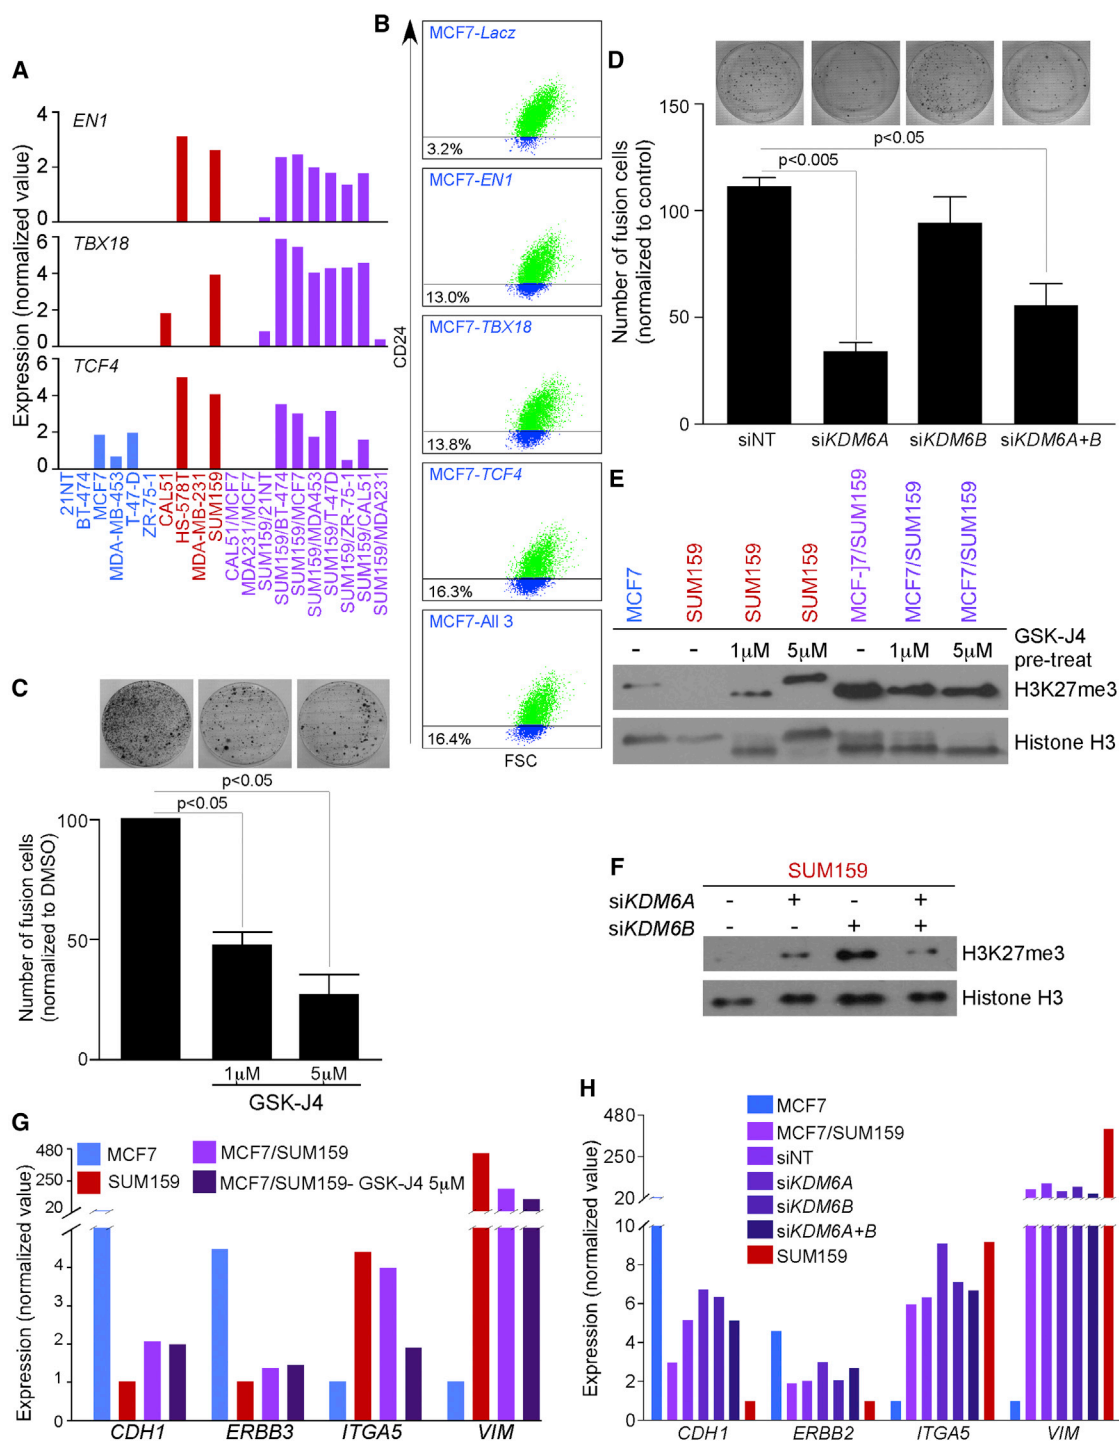 A
EN1
4
2
0
TBX18
6
4
2
0
TCF4
6
4
2
0
Expression (normalized value)
21NT
BT-474
MCF7
MDA-MB-453
T-47-D
ZR-75-1
CAL51
HS-578T
MDA-MB-231
SUM159
CAL51/MCF7
MDA231/MCF7
SUM159/21NT
SUM159/BT-474
SUM159/MCF7
SUM159/MDA453
SUM159/T-47D
SUM159/ZR-75-1
SUM159/CAL51
SUM159/MDA231
B
CD24
MCF7-Lacz
3.2%
MCF7-EN1
13.0%
MCF7-TBX18
13.8%
MCF7-TCF4
16.3%
MCF7-All 3
16.4%
FSC
C
p<0.05
p<0.05
Number of fusion cells
(normalized to DMSO)
100
50
0
1μM
5μM
GSK-J4
D
p<0.05
p<0.005
Number of fusion cells
(normalized to control)
150
100
50
0
siNT
siKDM6A
siKDM6B
siKDM6A+B
E
MCF7
SUM159
SUM159
SUM159
MCF-]7/SUM159
MCF7/SUM159
MCF7/SUM159
- - 1μM 5μM - 1μM 5μM
GSK-J4
pre-treat
H3K27me3
Histone H3
F
SUM159
siKDM6A - + - +
siKDM6B - - + +
H3K27me3
Histone H3
G
MCF7
SUM159
MCF7/SUM159
MCF7/SUM159- GSK-J4 5μM
Expression (normalized value)
480
250
20
4
2
1
0
CDH1
ERBB3
ITGA5
VIM
H
MCF7
MCF7/SUM159
siNT
siKDM6A
siKDM6B
siKDM6A+B
SUM159
Expression (normalized value)
480
250
20
10
8
6
4
2
0
CDH1
ERBB2
ITGA5
VIM